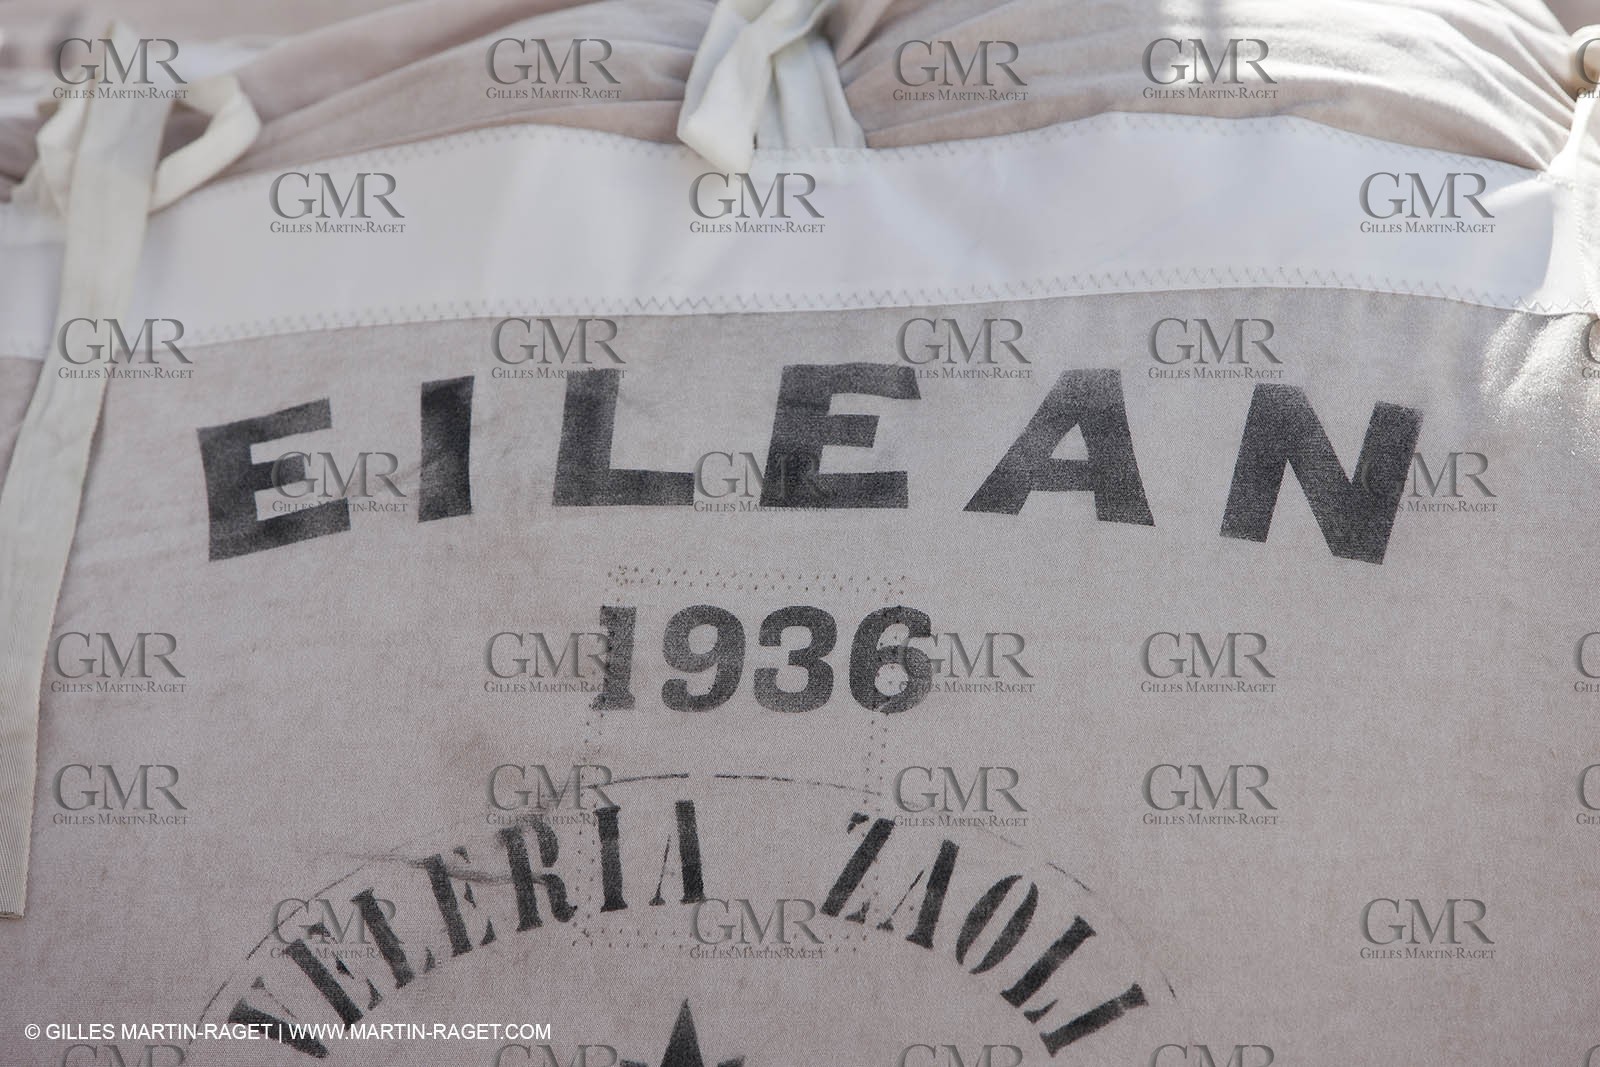 EILEAN
1936
VELERIA ZAOLI
GMR
GILLES MARTIN-RAGET
© GILLES MARTIN-RAGET | WWW.MARTIN-RAGET.COM